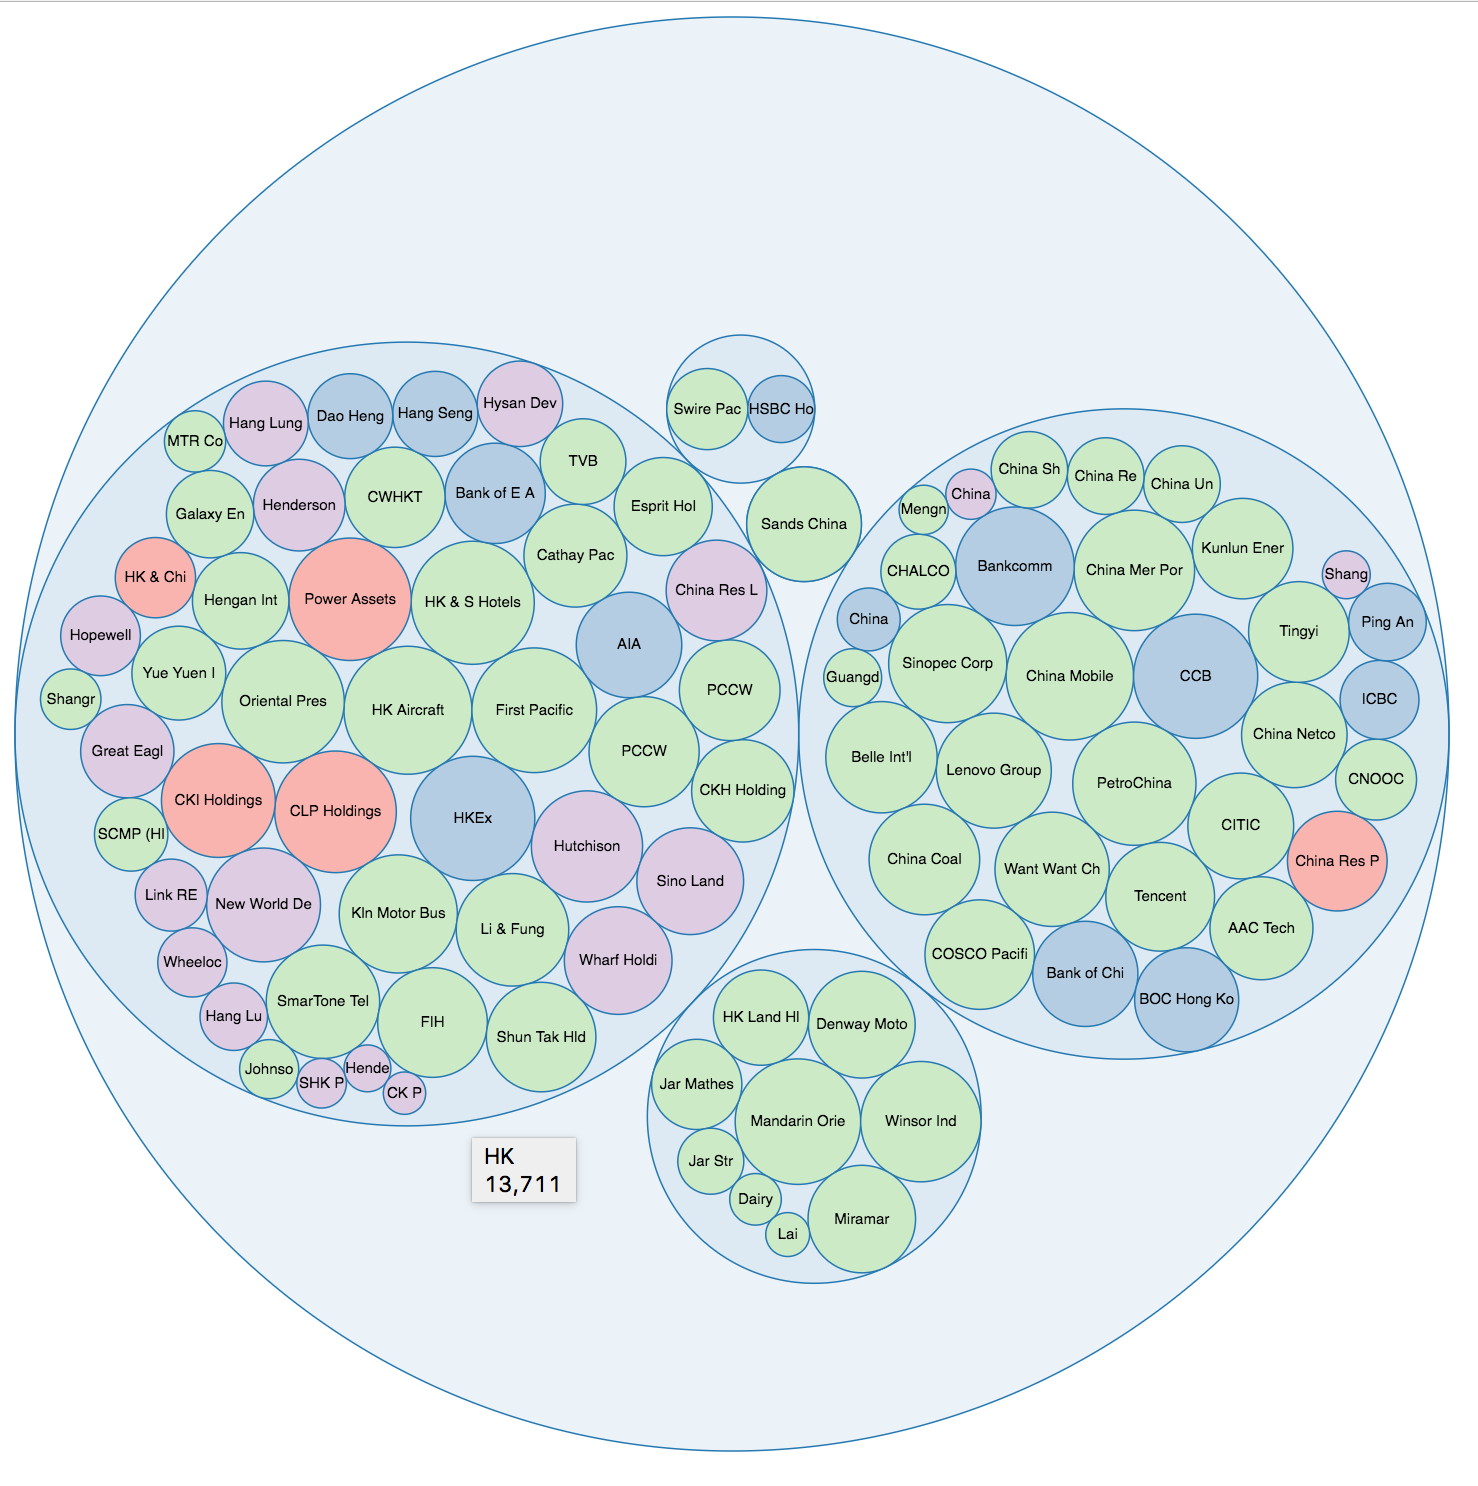 Swire Pac
HSBC Ho
Sands China
Hysan Dev
Hang Seng
Dao Heng
Hang Lung
MTR Co
TVB
Bank of E A
CWHKT
Henderson
Galaxy En
Esprit Hol
Cathay Pac
HK & Chi
Hengan Int
Power Assets
HK & S Hotels
China Res L
Hopewell
AIA
Yue Yuen I
Shangr
Oriental Pres
HK Aircraft
First Pacific
PCCW
Great Eagl
PCCW
CKH Holding
CKI Holdings
CLP Holdings
HKEx
SCMP (Hl
Hutchison
Sino Land
Link RE
New World De
Kln Motor Bus
Li & Fung
Wheeloc
Wharf Holdi
SmarTone Tel
Hang Lu
FIH
Shun Tak Hld
Johnso
SHK P
Hende
CK P
China Sh
China Re
China Un
China
Mengn
Kunlun Ener
CHALCO
Bankcomm
China Mer Por
Shang
China
Ping An
Tingyi
Sinopec Corp
China Mobile
CCB
Guangd
ICBC
China Netco
Belle Int'l
Lenovo Group
PetroChina
CNOOC
CITIC
China Coal
Want Want Ch
China Res P
Tencent
AAC Tech
COSCO Pacifi
Bank of Chi
BOC Hong Ko
HK Land Hl
Denway Moto
Jar Mathes
Mandarin Orie
Winsor Ind
Jar Str
Dairy
Lai
Miramar
HK
13,711